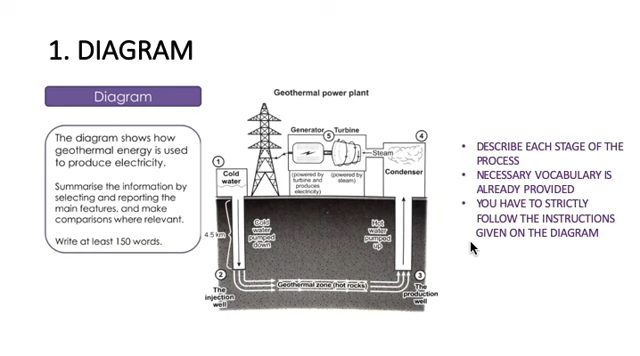 1. DIAGRAM
Diagram
The diagram shows how
geothermal energy is used
to produce electricity.
Summarise the information by
selecting and reporting the
main features, and make
comparisons where relevant.
Write at least 150 words.
Geothermal power plant
Generator
5
Turbine
4
Steam
1
Cold
water
(powered by
turbine and
produces
electricity)
(powered by
steam)
Condenser
4.5 km
Cold
water
pumped
down
Hot
water
pumped
up
Geothermal zone (hot rocks)
2
The
injection
well
3
The
production
well
• DESCRIBE EACH STAGE OF THE
PROCESS
• NECESSARY VOCABULARY IS
ALREADY PROVIDED
• YOU HAVE TO STRICTLY
FOLLOW THE INSTRUCTIONS
GIVEN ON THE DIAGRAM